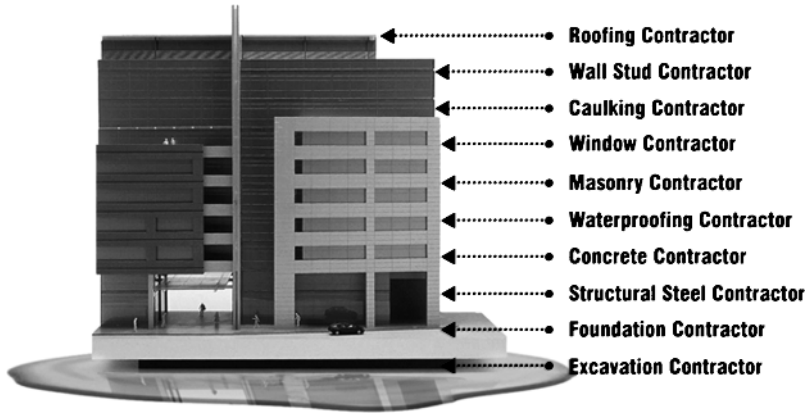 Roofing Contractor
Wall Stud Contractor
Caulking Contractor
Window Contractor
Masonry Contractor
Waterproofing Contractor
Concrete Contractor
Structural Steel Contractor
Foundation Contractor
Excavation Contractor